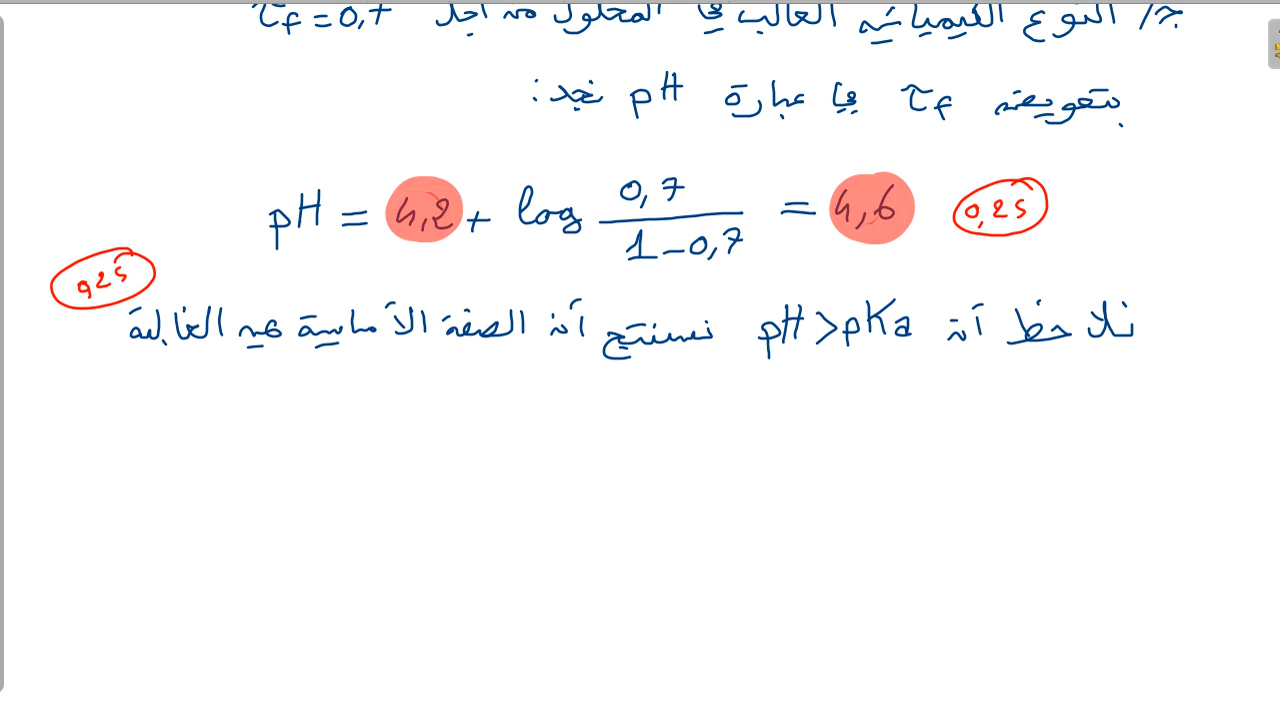 ج/ النوع الكيميائي الغالب في المحلول من أجل τf = 0,7
بتعويض τf في عبارة pH نجد:
pH = 4,2 + log 0,7 / 1-0,7 = 4,6 0,25
0,25
نلاحظ أن pH > pKa نستنتج أن الصفة الأساسية هي الغالبة